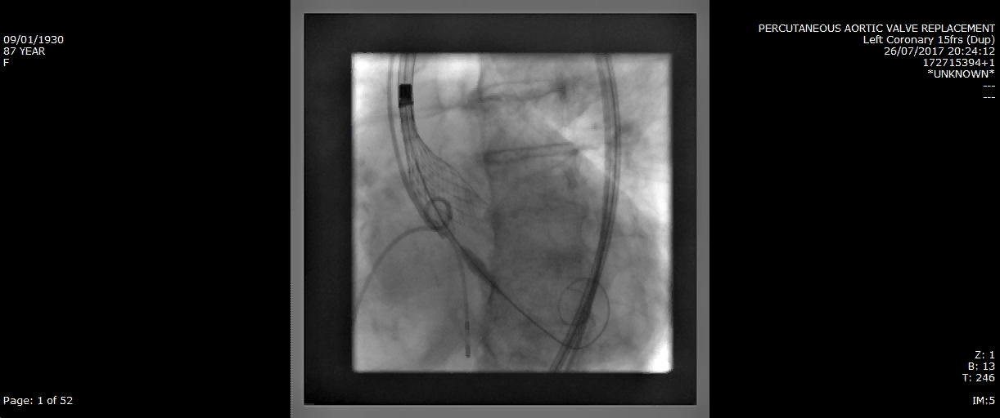 09/01/1930
87 YEAR
F
PERCUTANEOUS AORTIC VALVE REPLACEMENT
Left Coronary 15frs (Dup)
26/07/2017 20:24:12
172715394+1
*UNKNOWN*
---
---
Z: 1
B: 13
T: 246
Page: 1 of 52
IM:5